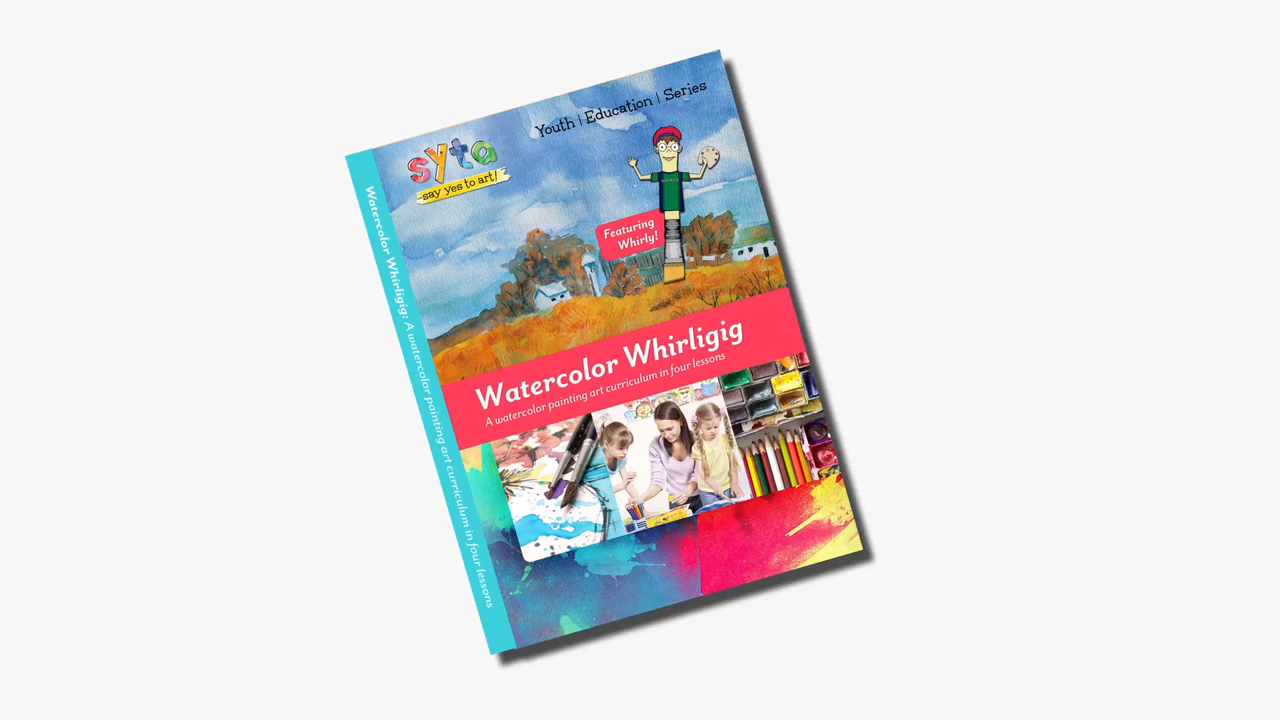 Youth | Education | Series
syta
say yes to art!
Featuring
Whirly!
Watercolor Whirligig
A watercolor painting art curriculum in four lessons
Watercolor Whirligig: A watercolor painting art curriculum in four lessons